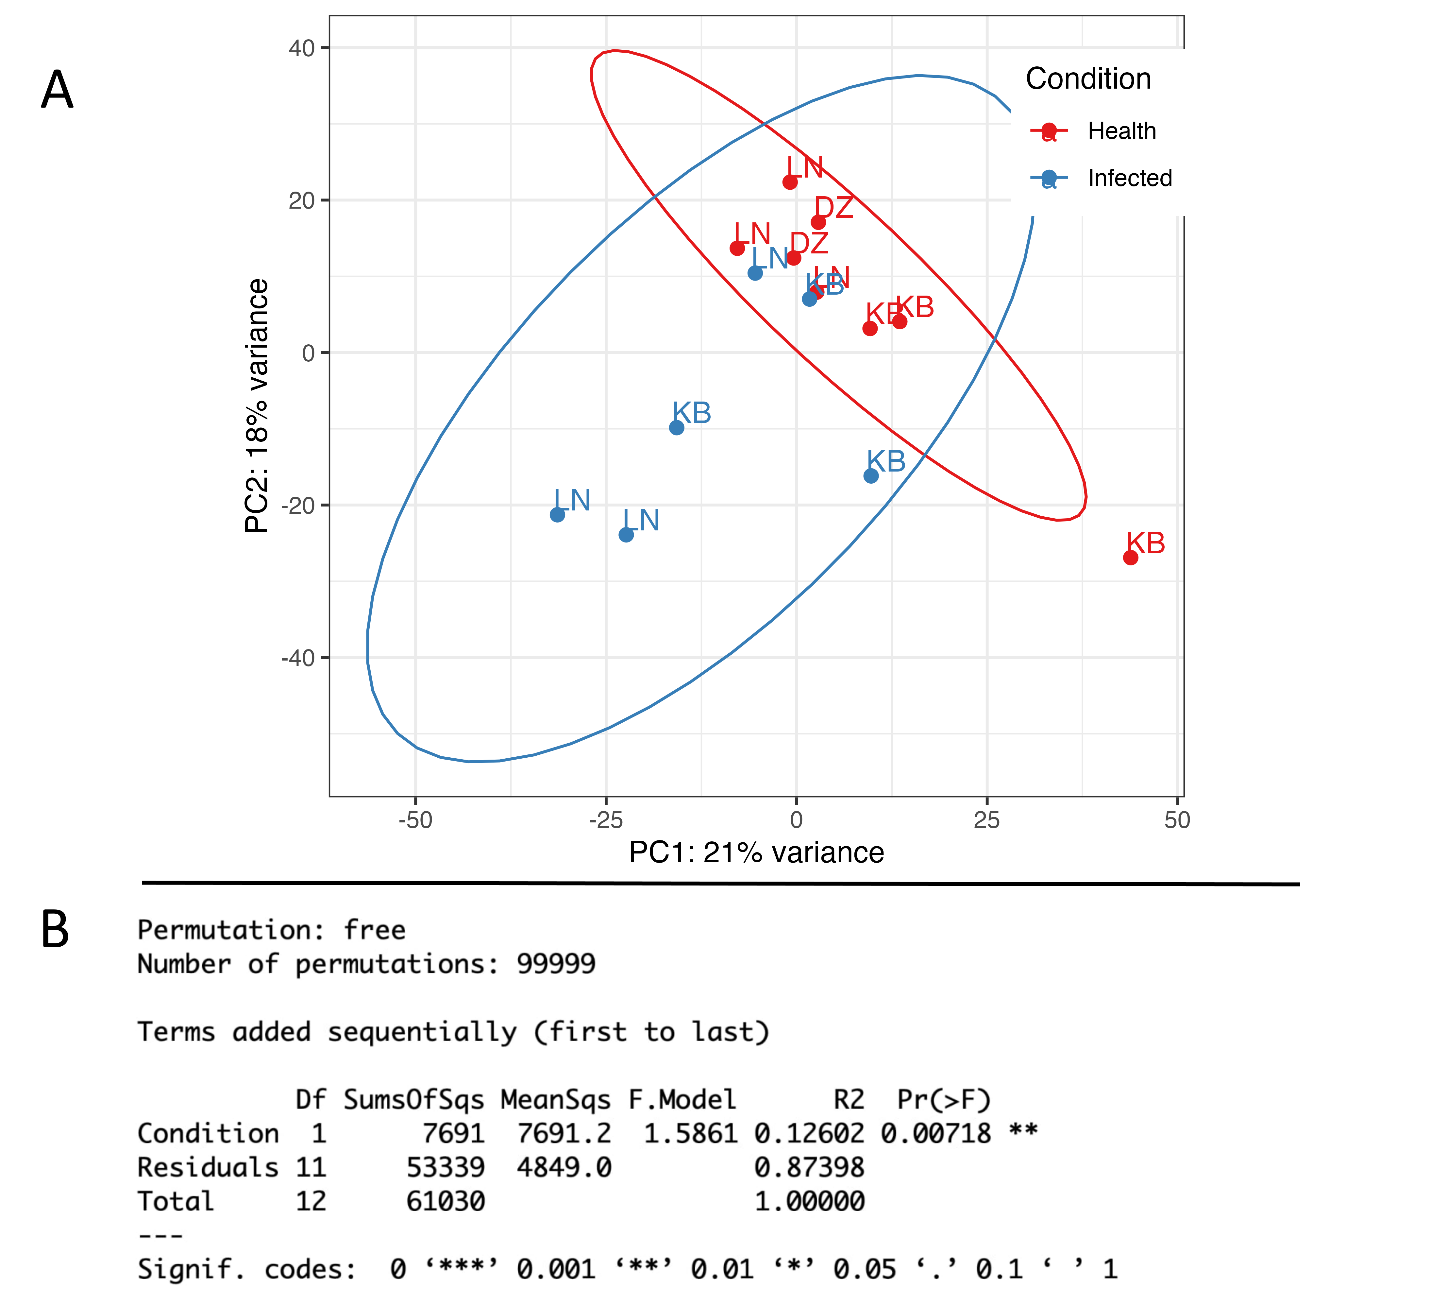 A
40
20
0
-20
-40
PC2: 18% variance
Condition
Health
Infected
LN
DZ
LN
DZ
LN
LN
KB
KB
KB
KB
KB
LN
LN
KB
-50
-25
0
25
50
PC1: 21% variance
B
Permutation: free
Number of permutations: 99999
Terms added sequentially (first to last)
Df SumsOfSqs MeanSqs F.Model R2 Pr(>F)
Condition 1 7691 7691.2 1.5861 0.12602 0.00718 **
Residuals 11 53339 4849.0 0.87398
Total 12 61030 1.00000
---
Signif. codes: 0 ‘***’ 0.001 ‘**’ 0.01 ‘*’ 0.05 ‘.’ 0.1 ‘ ’ 1